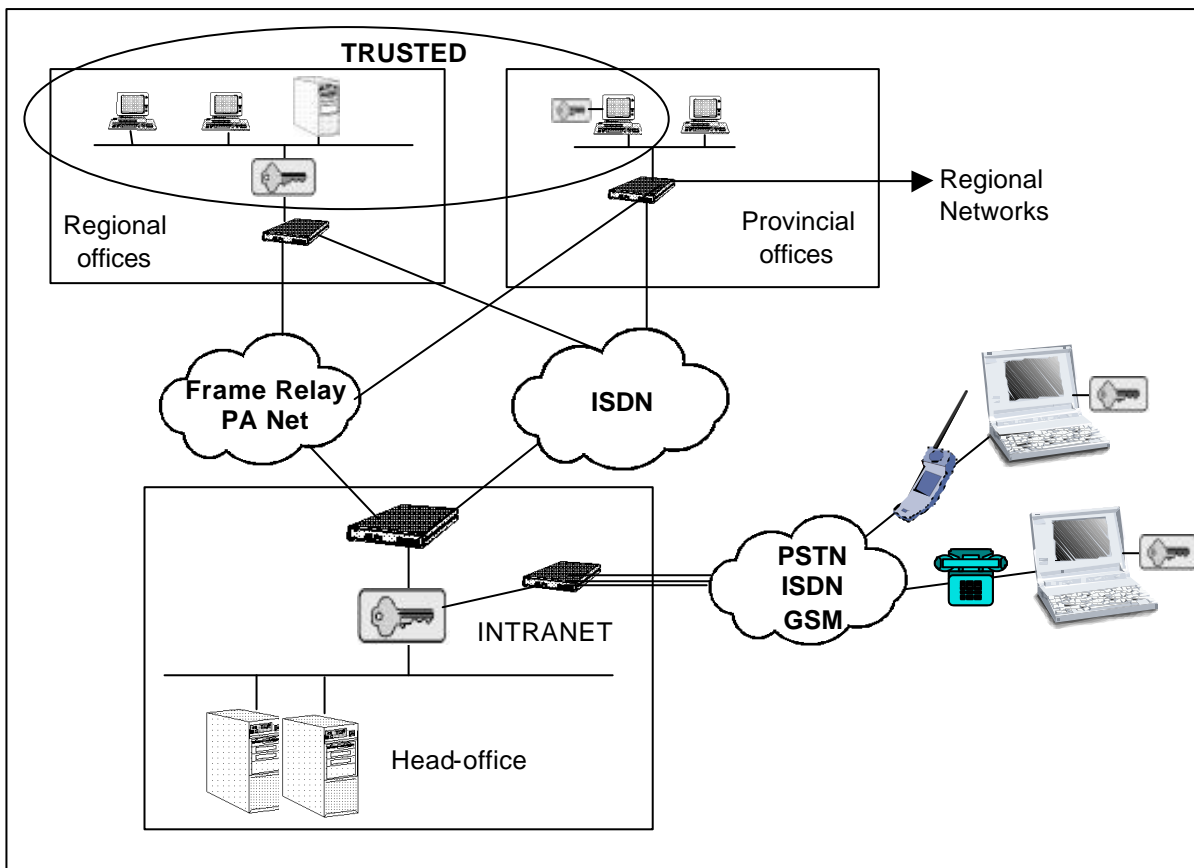 TRUSTED
Regional
offices
Provincial
offices
Regional
Networks
Frame Relay
PA Net
ISDN
PSTN
ISDN
GSM
INTRANET
Head-office